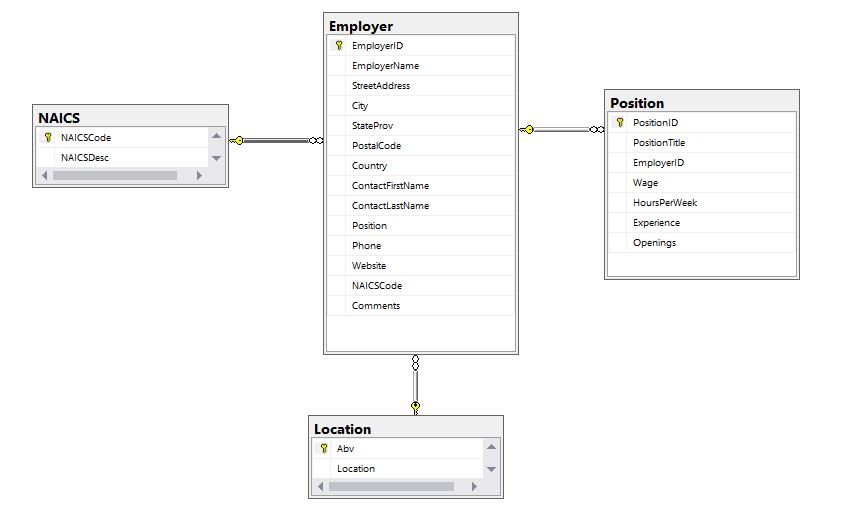 Employer
EmployerID
EmployerName
StreetAddress
City
StateProv
PostalCode
Country
ContactFirstName
ContactLastName
Position
Phone
Website
NAICSCode
Comments
NAICS
NAICSCode
NAICSDesc
Position
PositionID
PositionTitle
EmployerID
Wage
HoursPerWeek
Experience
Openings
Location
Abv
Location